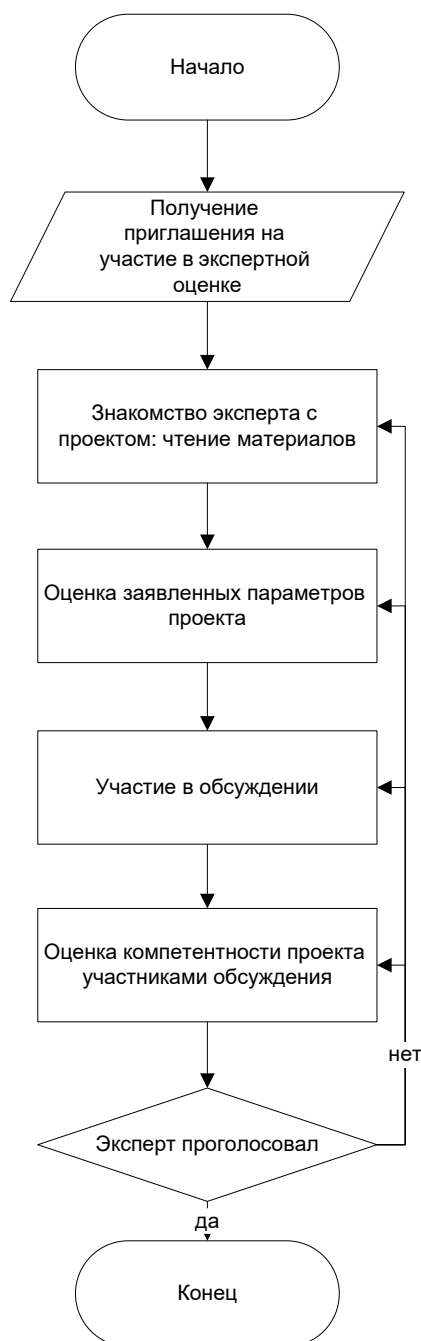 Начало
Получение
приглашения на
участие в экспертной
оценке
Знакомство эксперта с
проектом: чтение материалов
Оценка заявленных параметров
проекта
Участие в обсуждении
Оценка компетентности проекта
участниками обсуждения
нет
Эксперт проголосовал
да
Конец